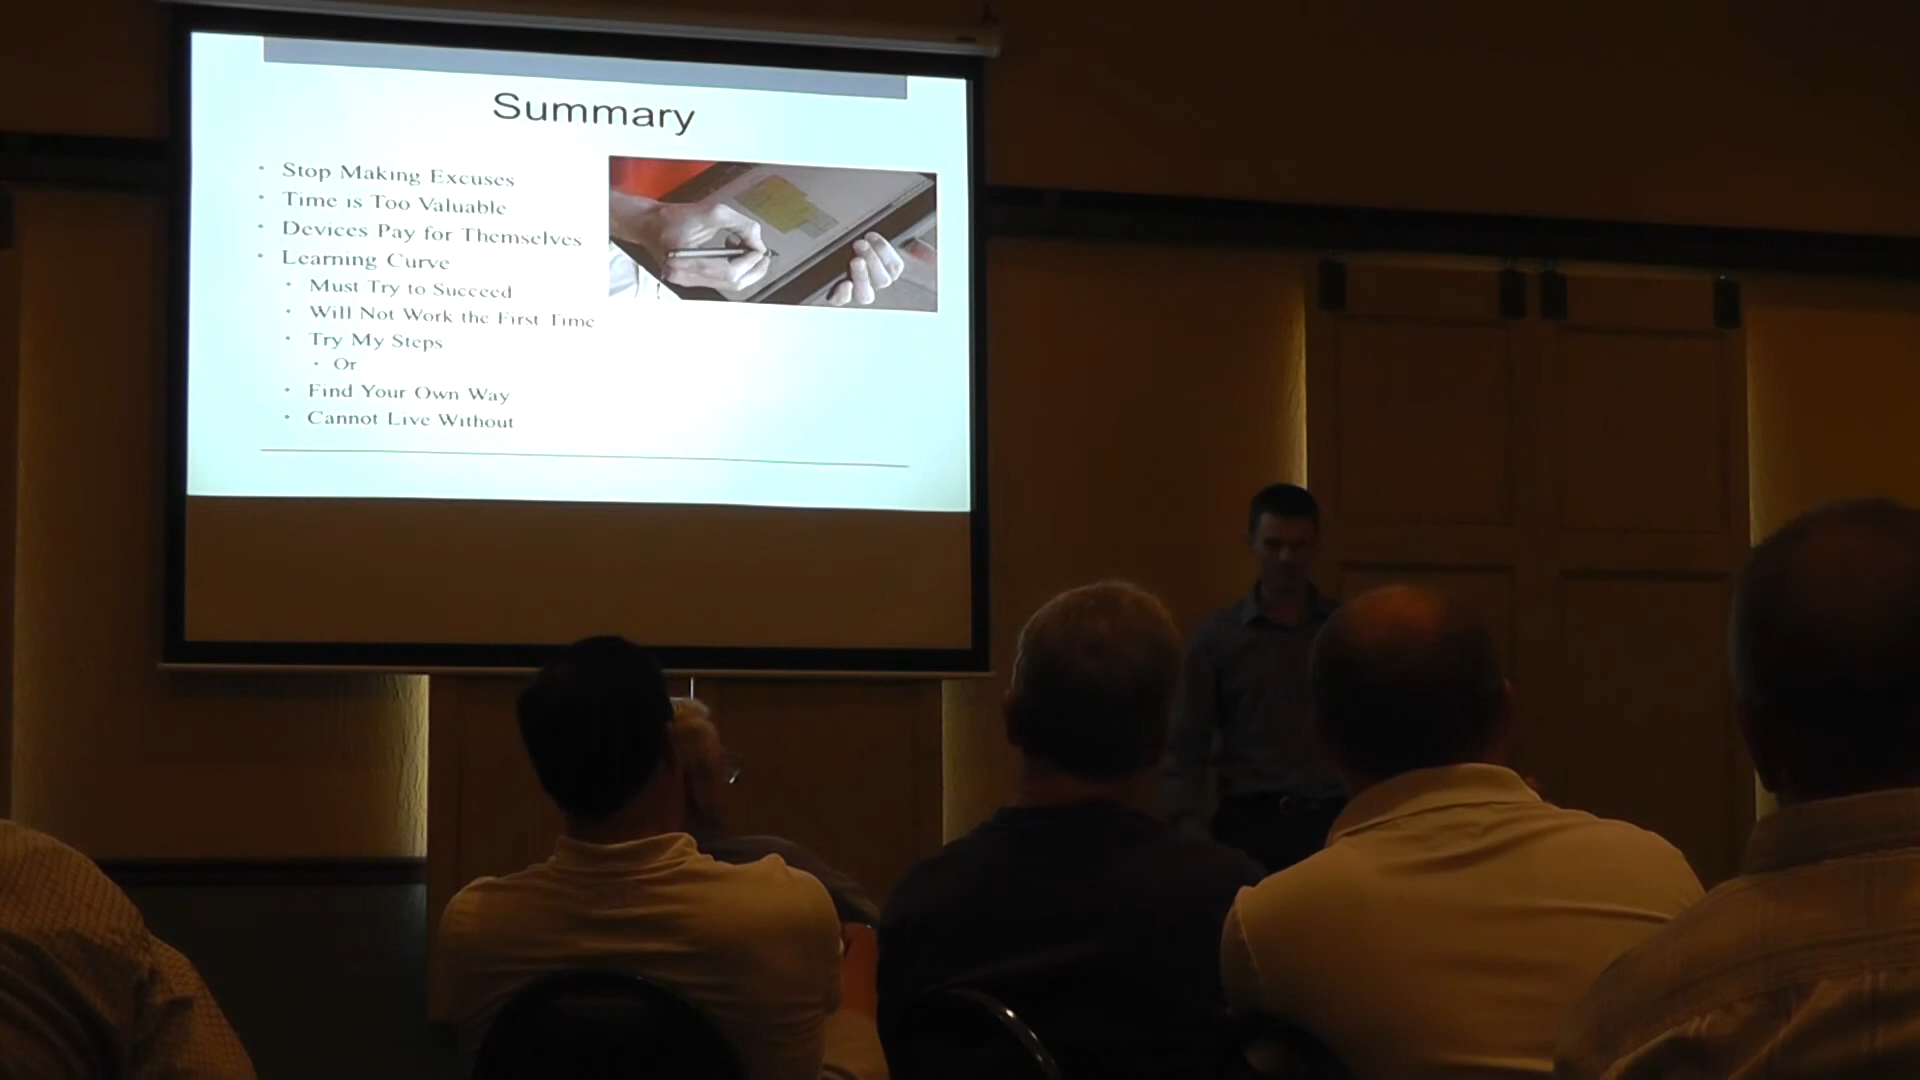 Summary
Stop Making Excuses
Time is Too Valuable
Devices Pay for Themselves
Learning Curve
Must Try to Succeed
Will Not Work the First Time
Try My Steps
Or
Find Your Own Way
Cannot Live Without